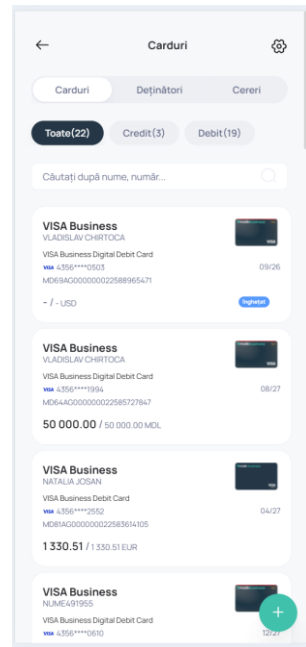 Carduri
Carduri Deținători Cereri
Toate(22) Credit(3) Debit(19)
Căutați după nume, număr...
VISA Business
VLADISLAV CHIRTOCA
VISA Business Digital Debit Card
VISA 4356****0503 09/26
MD69AG000000022588965471
- / - USD Înghețat
VISA Business
VLADISLAV CHIRTOCA
VISA Business Digital Debit Card
VISA 4356****1994 08/27
MD64AG000000022585727847
50 000.00 / 50 000.00 MDL
VISA Business
NATALIA JOSAN
VISA Business Debit Card
VISA 4356****2552 04/27
MD81AG000000022583614105
1 330.51 / 1 330.51 EUR
VISA Business
NUME491955
VISA Business Digital Debit Card
VISA 4356****0610 12/27